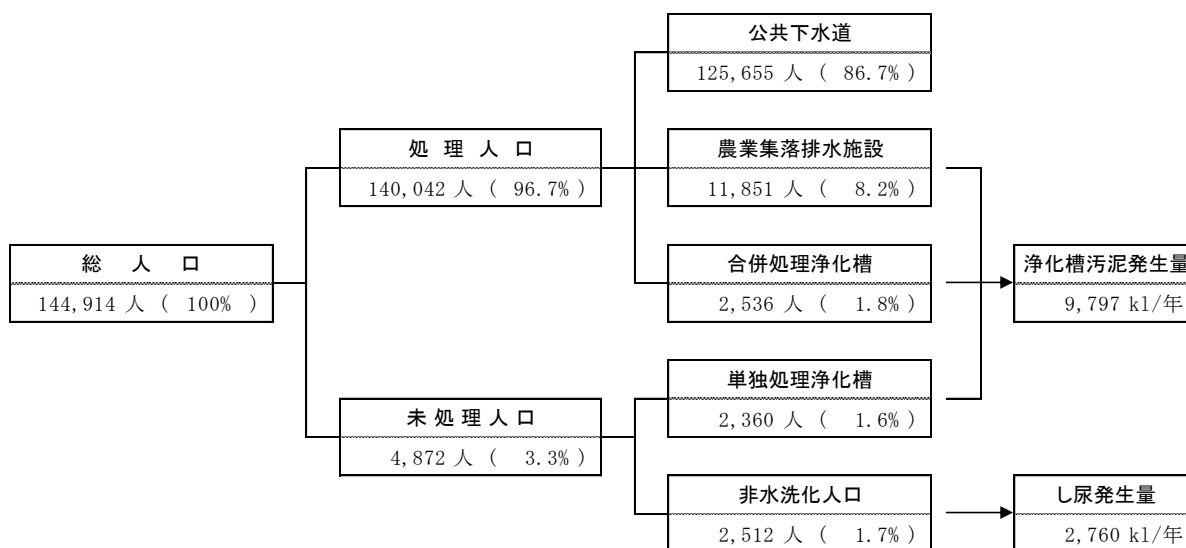 公共下水道
125,655 人 ( 86.7% )
処 理 人 口
140,042 人 ( 96.7% )
農業集落排水施設
11,851 人 ( 8.2% )
総 人 口
144,914 人 ( 100% )
合併処理浄化槽
2,536 人 ( 1.8% )
浄化槽汚泥発生量
9,797 kl/年
単独処理浄化槽
2,360 人 ( 1.6% )
未 処 理 人 口
4,872 人 ( 3.3% )
非水洗化人口
2,512 人 ( 1.7% )
し尿発生量
2,760 kl/年